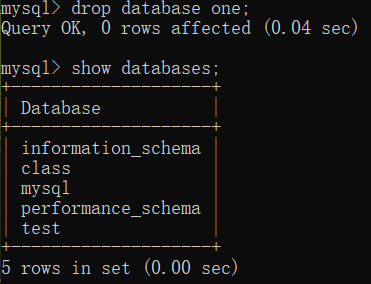 mysql> drop database one;
Query OK, 0 rows affected (0.04 sec)
mysql> show databases;
+--------------------+
| Database           |
+--------------------+
| information_schema |
| class              |
| mysql              |
| performance_schema |
| test               |
+--------------------+
5 rows in set (0.00 sec)